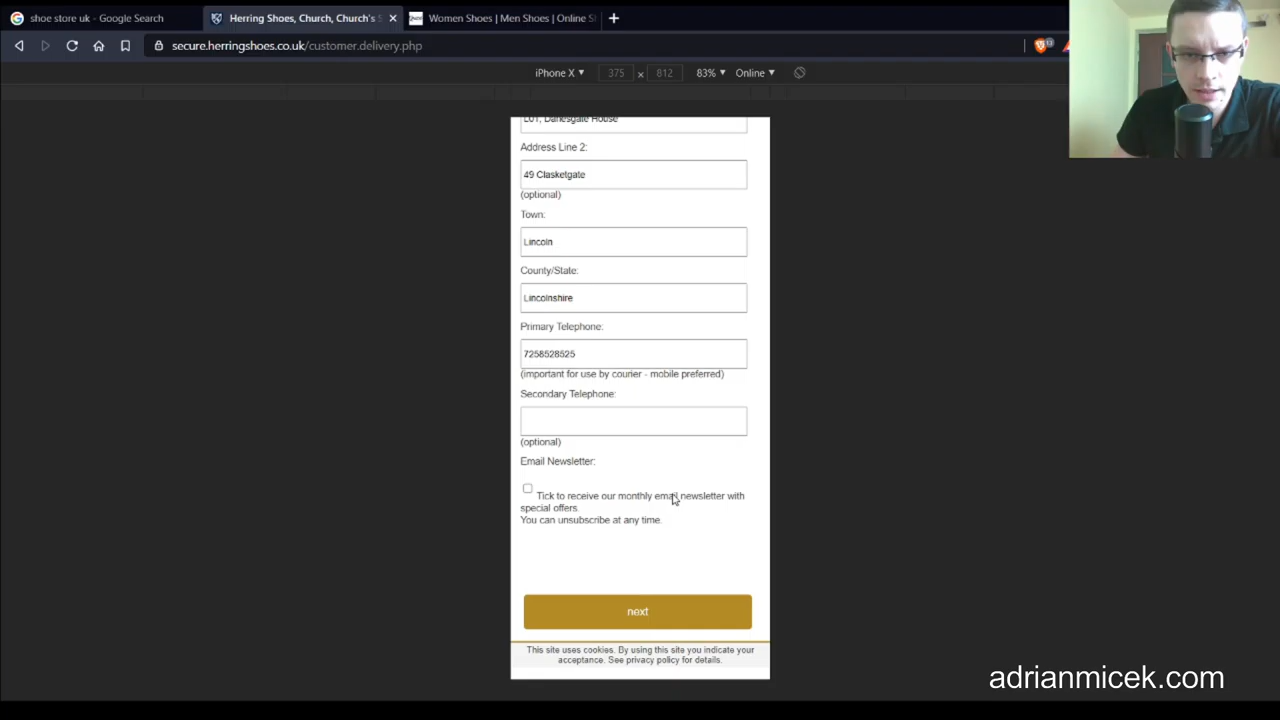 shoe store uk - Google Search
Herring Shoes, Church, Church's S
Women Shoes | Men Shoes | Online S
secure.herringshoes.co.uk/customer.delivery.php
iPhone X ▼ 375 x 812 83% ▼ Online ▼
L01, Danesgate House
Address Line 2:
49 Clasketgate
(optional)
Town:
Lincoln
County/State:
Lincolnshire
Primary Telephone:
7258528525
(important for use by courier - mobile preferred)
Secondary Telephone:
(optional)
Email Newsletter:
Tick to receive our monthly email newsletter with
special offers.
You can unsubscribe at any time.
next
This site uses cookies. By using this site you indicate your
acceptance. See privacy policy for details.
adrianmicek.com